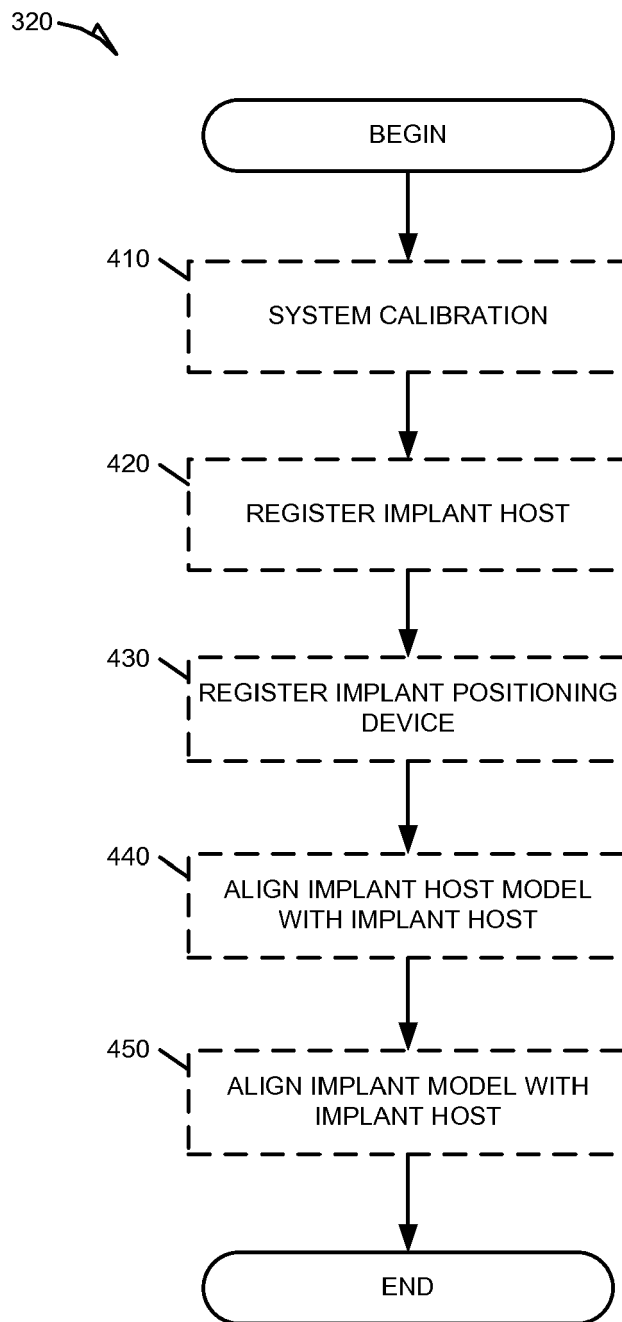 320
BEGIN
410
SYSTEM CALIBRATION
420
REGISTER IMPLANT HOST
430
REGISTER IMPLANT POSITIONING
DEVICE
440
ALIGN IMPLANT HOST MODEL
WITH IMPLANT HOST
450
ALIGN IMPLANT MODEL WITH
IMPLANT HOST
END